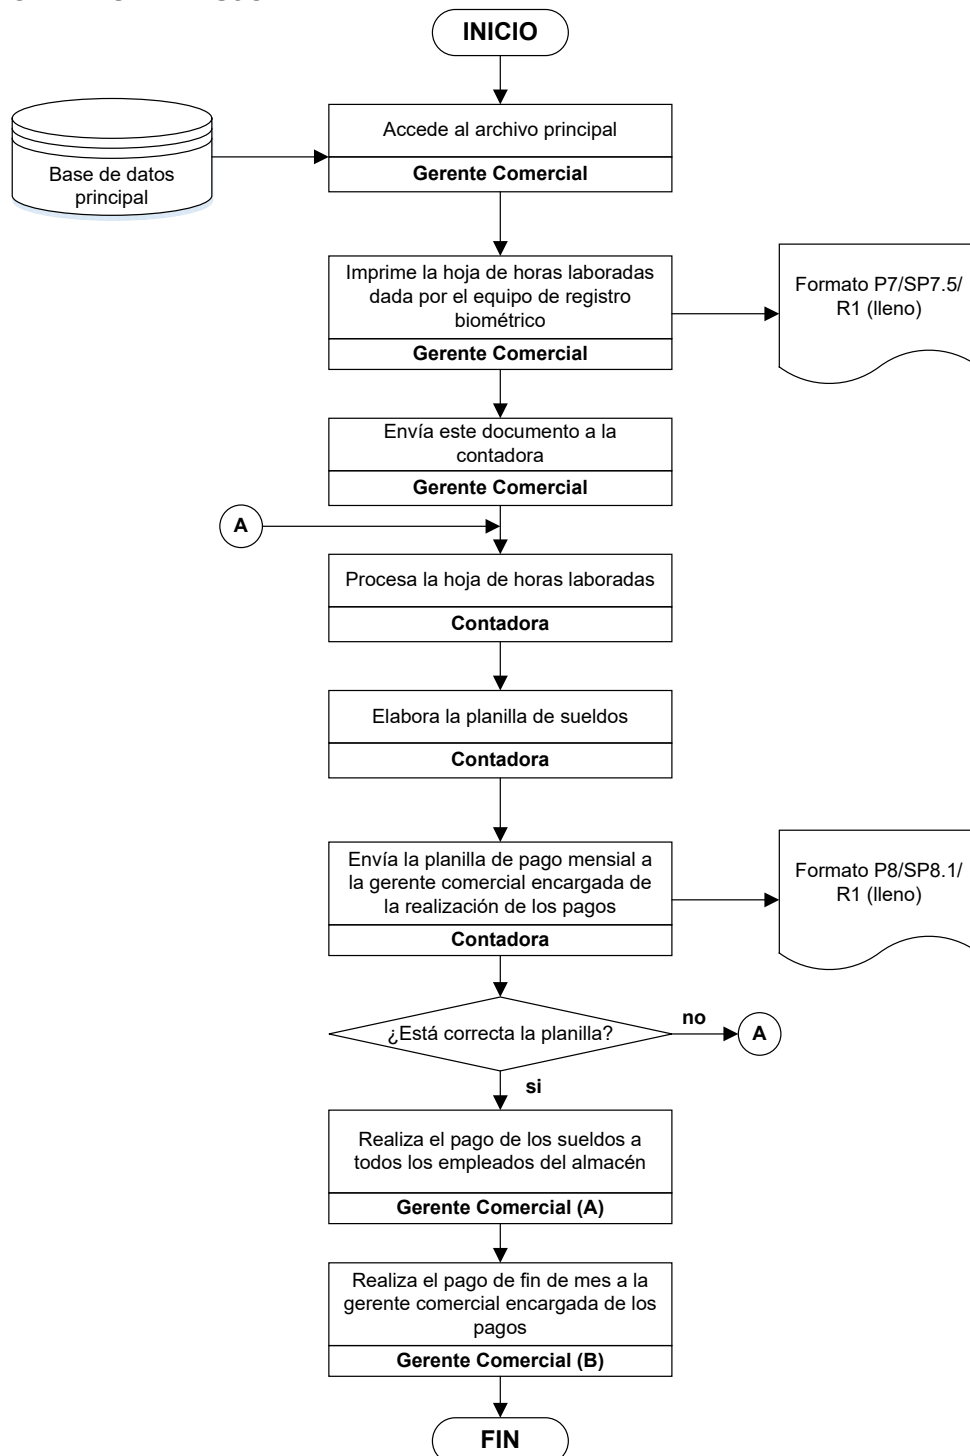 INICIO
Accede al archivo principal
Gerente Comercial
Base de datos
principal
Imprime la hoja de horas laboradas
dada por el equipo de registro
biométrico
Gerente Comercial
Formato P7/SP7.5/
R1 (lleno)
Envía este documento a la
contadora
Gerente Comercial
A
Procesa la hoja de horas laboradas
Contadora
Elabora la planilla de sueldos
Contadora
Envía la planilla de pago mensial a
la gerente comercial encargada de
la realización de los pagos
Contadora
Formato P8/SP8.1/
R1 (lleno)
¿Está correcta la planilla?
no
A
si
Realiza el pago de los sueldos a
todos los empleados del almacén
Gerente Comercial (A)
Realiza el pago de fin de mes a la
gerente comercial encargada de los
pagos
Gerente Comercial (B)
FIN